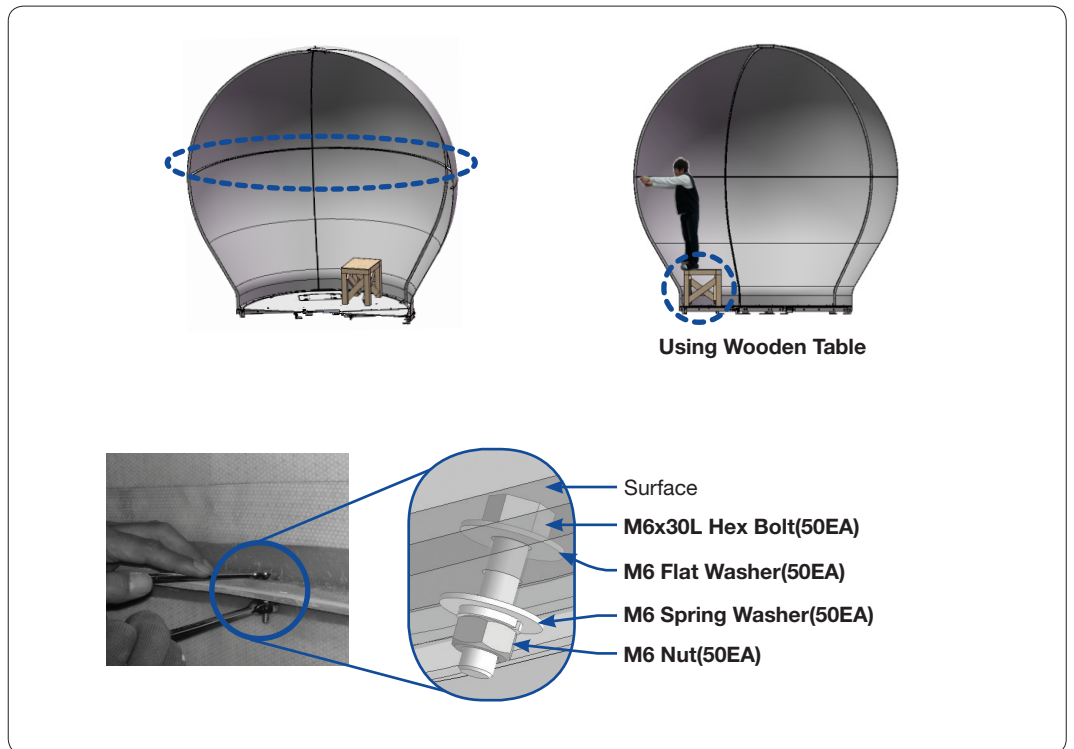 Using Wooden Table
Surface
M6x30L Hex Bolt(50EA)
M6 Flat Washer(50EA)
M6 Spring Washer(50EA)
M6 Nut(50EA)